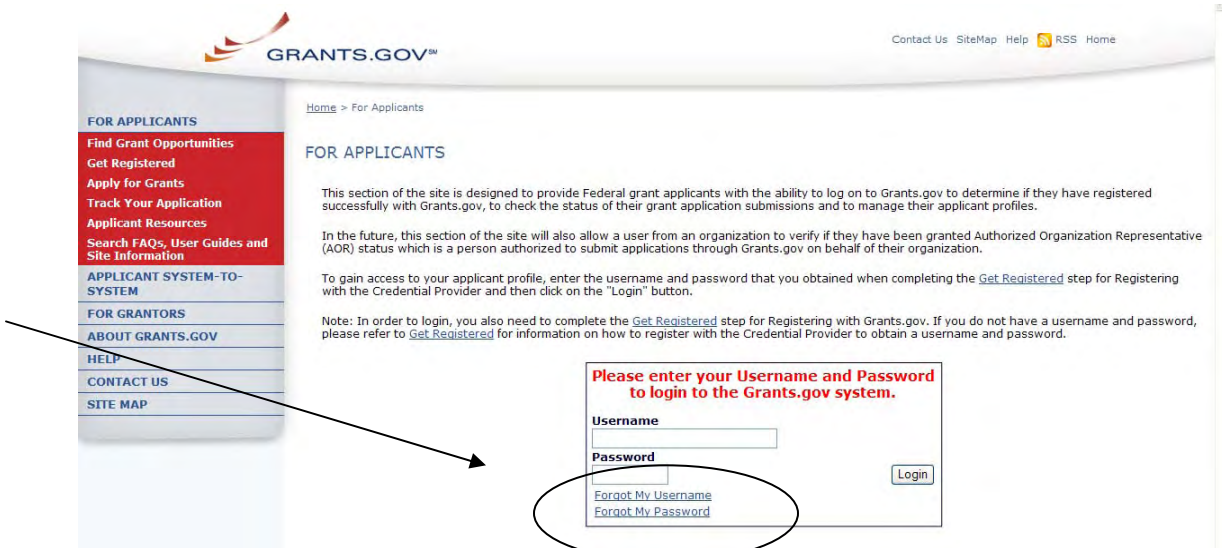 GRANTS.GOV℠
Contact Us SiteMap Help RSS Home
FOR APPLICANTS
Find Grant Opportunities
Get Registered
Apply for Grants
Track Your Application
Applicant Resources
Search FAQs, User Guides and
Site Information
APPLICANT SYSTEM-TO-
SYSTEM
FOR GRANTORS
ABOUT GRANTS.GOV
HELP
CONTACT US
SITE MAP
Home > For Applicants
FOR APPLICANTS
This section of the site is designed to provide Federal grant applicants with the ability to log on to Grants.gov to determine if they have registered
successfully with Grants.gov, to check the status of their grant application submissions and to manage their applicant profiles.
In the future, this section of the site will also allow a user from an organization to verify if they have been granted Authorized Organization Representative
(AOR) status which is a person authorized to submit applications through Grants.gov on behalf of their organization.
To gain access to your applicant profile, enter the username and password that you obtained when completing the Get Registered step for Registering
with the Credential Provider and then click on the "Login" button.
Note: In order to login, you also need to complete the Get Registered step for Registering with Grants.gov. If you do not have a username and password,
please refer to Get Registered for information on how to register with the Credential Provider to obtain a username and password.
Please enter your Username and Password
to login to the Grants.gov system.
Username
Password
Login
Forgot My Username
Forgot My Password